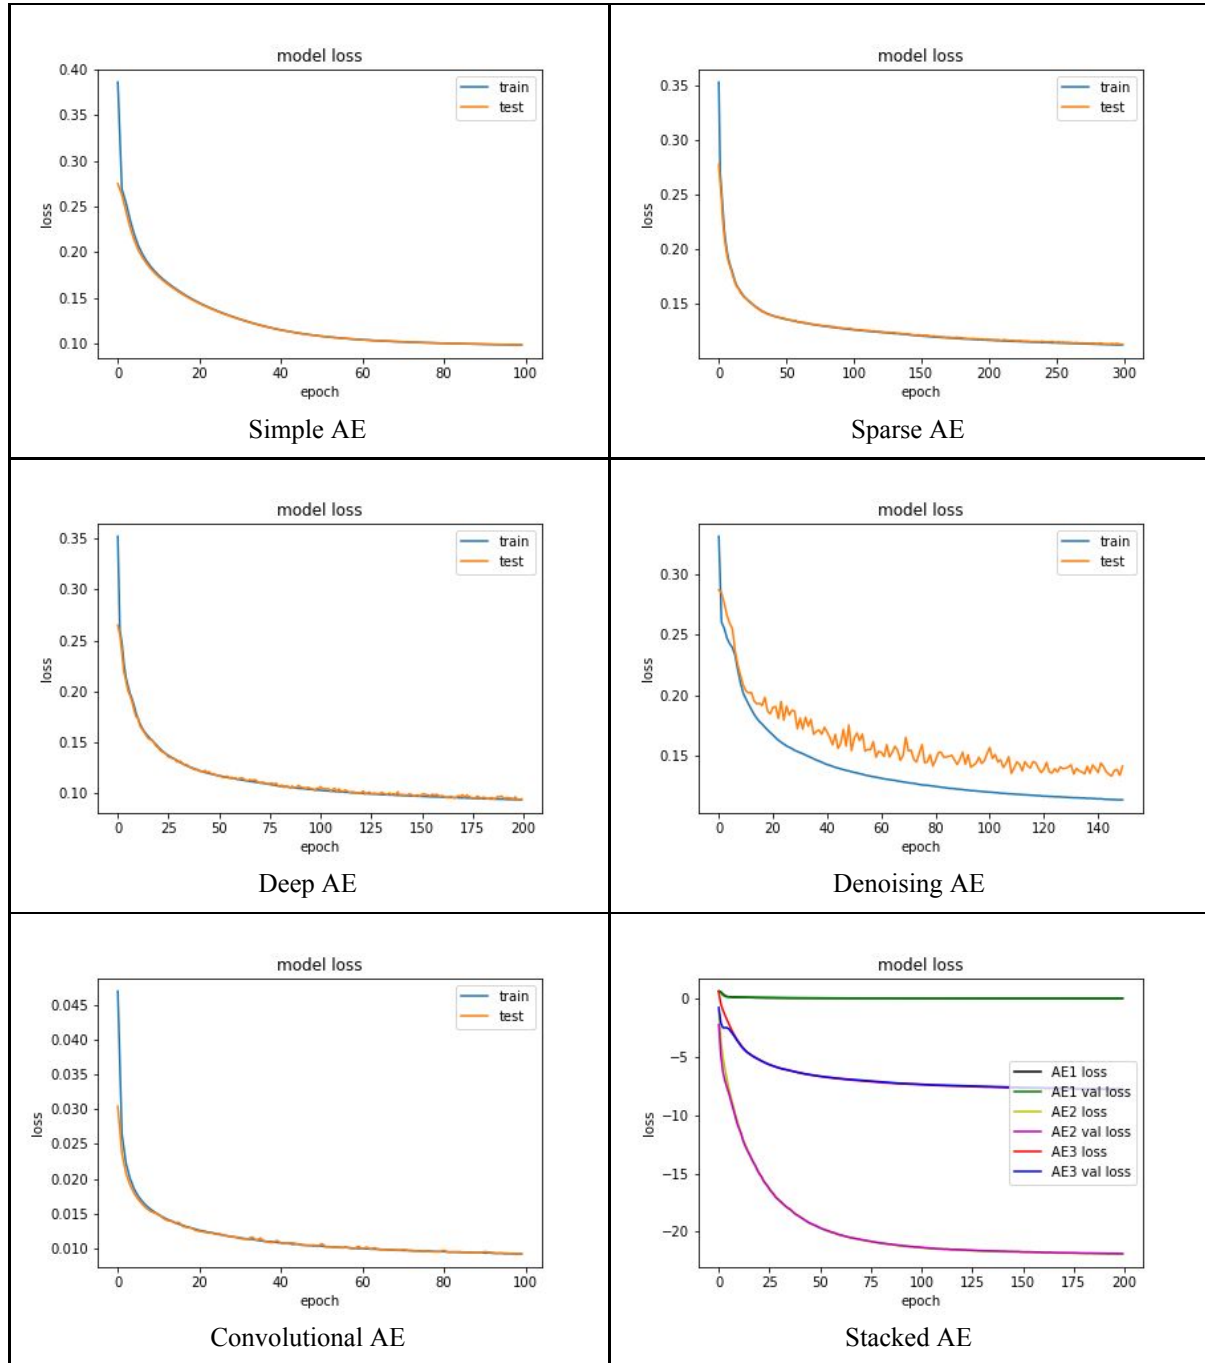 model loss
0.40
0.35
0.30
0.25
0.20
0.15
0.10
loss
train
test
0 20 40 60 80 100
epoch
Simple AE
model loss
0.35
0.30
0.25
0.20
0.15
loss
train
test
0 50 100 150 200 250 300
epoch
Sparse AE
model loss
0.35
0.30
0.25
0.20
0.15
0.10
loss
train
test
0 25 50 75 100 125 150 175 200
epoch
Deep AE
model loss
0.30
0.25
0.20
0.15
loss
train
test
0 20 40 60 80 100 120 140
epoch
Denoising AE
model loss
0.045
0.040
0.035
0.030
0.025
0.020
0.015
0.010
loss
train
test
0 20 40 60 80 100
epoch
Convolutional AE
model loss
0
−5
−10
−15
−20
loss
AE1 loss
AE1 val loss
AE2 loss
AE2 val loss
AE3 loss
AE3 val loss
0 25 50 75 100 125 150 175 200
epoch
Stacked AE